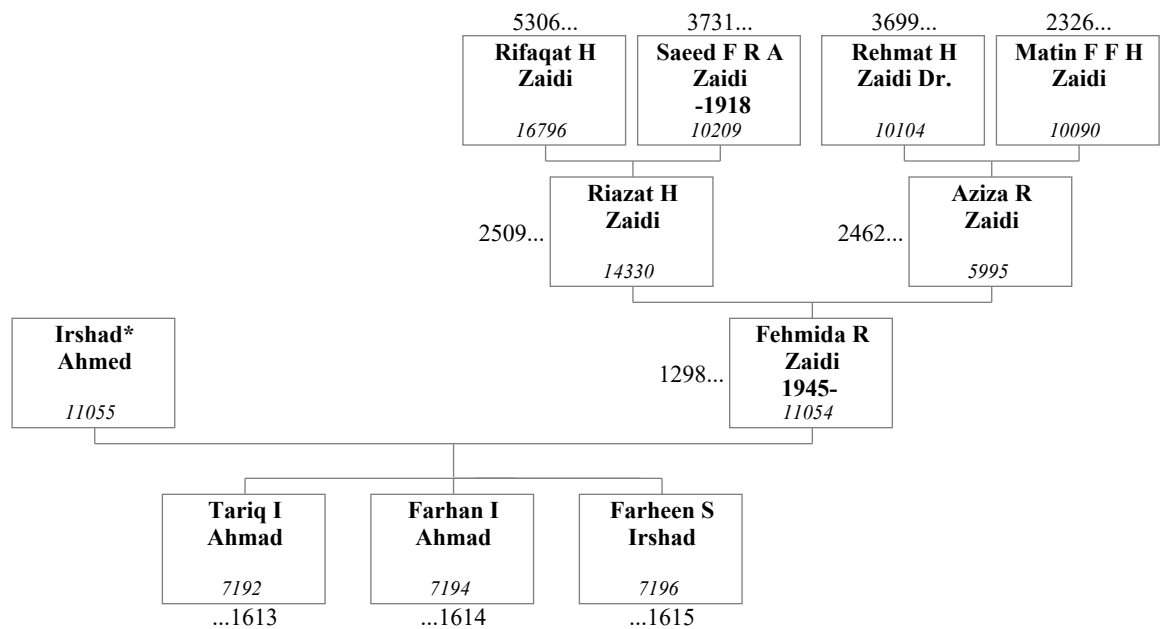 5306... 3731... 3699... 2326...
Rifaqat H
Zaidi
16796
Saeed F R A
Zaidi
-1918
10209
Rehmat H
Zaidi Dr.
10104
Matin F F H
Zaidi
10090
2509...
Riazat H
Zaidi
14330
2462...
Aziza R
Zaidi
5995
Irshad*
Ahmed
11055
1298...
Fehmida R
Zaidi
1945-
11054
Tariq I
Ahmad
7192
...1613
Farhan I
Ahmad
7194
...1614
Farheen S
Irshad
7196
...1615